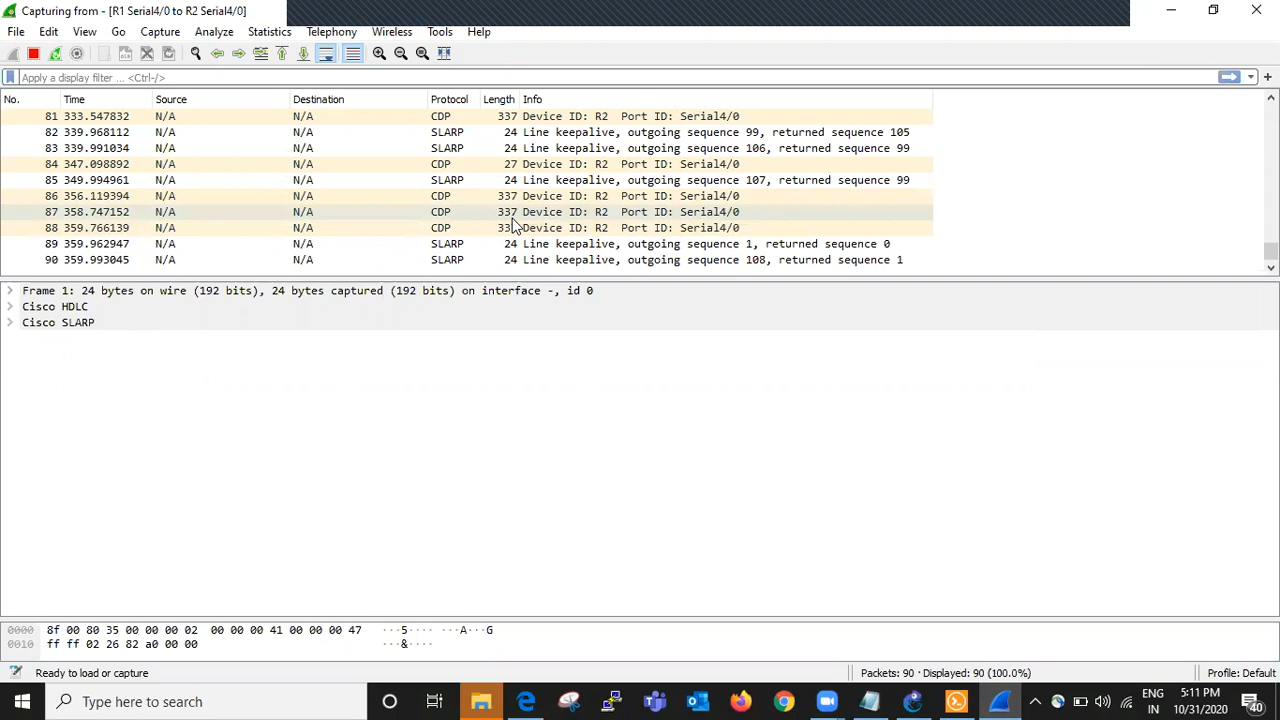 Capturing from - [R1 Serial4/0 to R2 Serial4/0]
File Edit View Go Capture Analyze Statistics Telephony Wireless Tools Help
Apply a display filter ... <Ctrl-/>
No. Time Source Destination Protocol Length Info
81 333.547832 N/A N/A CDP 337 Device ID: R2 Port ID: Serial4/0
82 339.968112 N/A N/A SLARP 24 Line keepalive, outgoing sequence 99, returned sequence 105
83 339.991034 N/A N/A SLARP 24 Line keepalive, outgoing sequence 106, returned sequence 99
84 347.098892 N/A N/A CDP 27 Device ID: R2 Port ID: Serial4/0
85 349.994961 N/A N/A SLARP 24 Line keepalive, outgoing sequence 107, returned sequence 99
86 356.119394 N/A N/A CDP 337 Device ID: R2 Port ID: Serial4/0
87 358.747152 N/A N/A CDP 337 Device ID: R2 Port ID: Serial4/0
88 359.766139 N/A N/A CDP Device ID: R2 Port ID: Serial4/0
89 359.962947 N/A N/A SLARP 24 Line keepalive, outgoing sequence 1, returned sequence 0
90 359.993045 N/A N/A SLARP 24 Line keepalive, outgoing sequence 108, returned sequence 1
Frame 1: 24 bytes on wire (192 bits), 24 bytes captured (192 bits) on interface -, id 0
Cisco HDLC
Cisco SLARP
0000 8f 00 80 35 00 00 00 02 00 00 00 41 00 00 00 47 ···5···· ···A···G
0010 ff ff 02 26 82 a0 00 00 ···&····
Ready to load or capture
Packets: 90 · Displayed: 90 (100.0%)
Profile: Default
Type here to search
ENG
IN
5:11 PM
10/31/2020
40